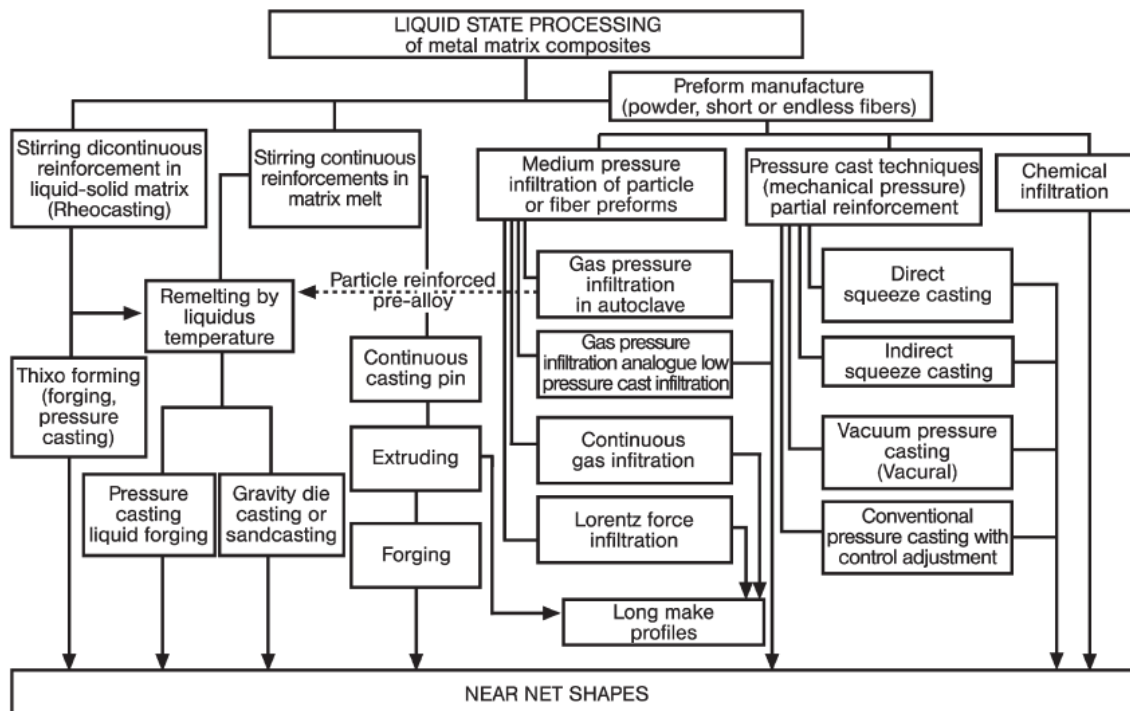 LIQUID STATE PROCESSING
of metal matrix composites
Preform manufacture
(powder, short or endless fibers)
Stirring dicontinuous
reinforcement in
liquid-solid matrix
(Rheocasting)
Stirring continuous
reinforcements in
matrix melt
Medium pressure
infiltration of particle
or fiber preforms
Pressure cast techniques
(mechanical pressure)
partial reinforcement
Chemical
infiltration
Particle reinforced
pre-alloy
Remelting by
liquidus
temperature
Gas pressure
infiltration
in autoclave
Direct
squeeze casting
Thixo forming
(forging,
pressure
casting)
Continuous
casting pin
Gas pressure
infiltration analogue low
pressure cast infiltration
Indirect
squeeze casting
Extruding
Continuous
gas infitration
Vacuum pressure
casting
(Vacural)
Pressure
casting
liquid forging
Gravity die
casting or
sandcasting
Forging
Lorentz force
infiltration
Conventional
pressure casting with
control adjustment
Long make
profiles
NEAR NET SHAPES